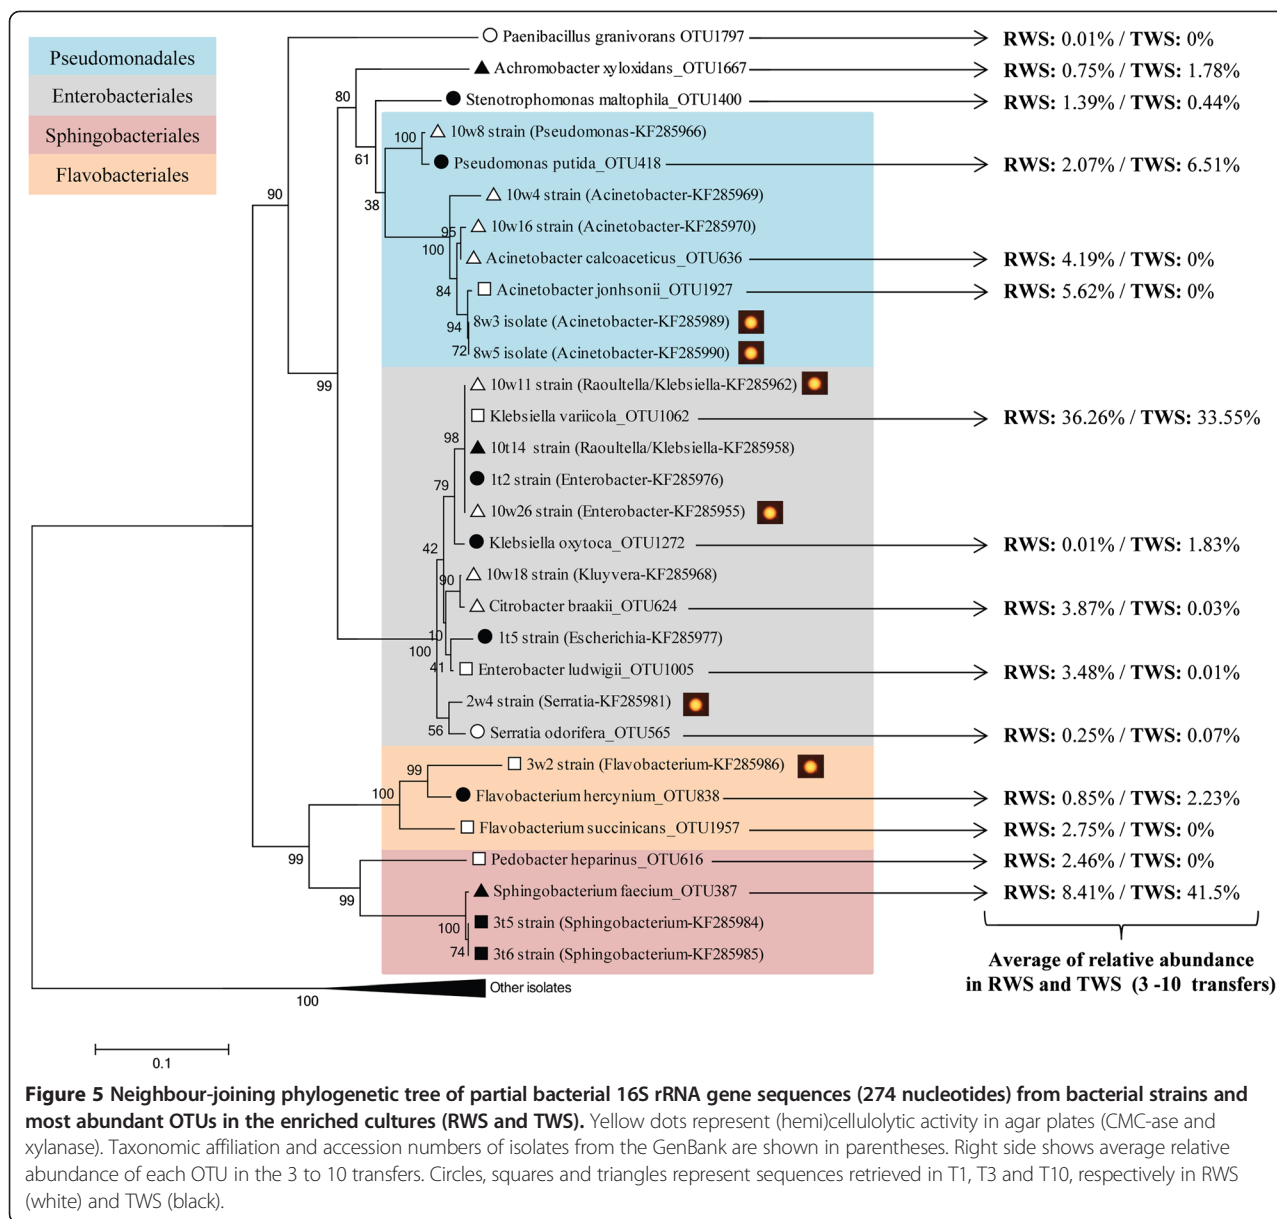 Pseudomonadales
Enterobacteriales
Sphingobacteriales
Flavobacteriales
Paenibacillus granivorans OTU1797
RWS: 0.01% / TWS: 0%
Achromobacter xyloxidans_OTU1667
RWS: 0.75% / TWS: 1.78%
80
Stenotrophomonas maltophila_OTU1400
RWS: 1.39% / TWS: 0.44%
10w8 strain (Pseudomonas-KF285966)
100
61
Pseudomonas putida_OTU418
RWS: 2.07% / TWS: 6.51%
90
38
10w4 strain (Acinetobacter-KF285969)
10w16 strain (Acinetobacter-KF285970)
95
100
Acinetobacter calcoaceticus_OTU636
RWS: 4.19% / TWS: 0%
84
Acinetobacter jonhsonii_OTU1927
RWS: 5.62% / TWS: 0%
94
8w3 isolate (Acinetobacter-KF285989)
72
8w5 isolate (Acinetobacter-KF285990)
99
10w11 strain (Raoultella/Klebsiella-KF285962)
Klebsiella variicola_OTU1062
RWS: 36.26% / TWS: 33.55%
98
10t14 strain (Raoultella/Klebsiella-KF285958)
79
1t2 strain (Enterobacter-KF285976)
10w26 strain (Enterobacter-KF285955)
42
Klebsiella oxytoca_OTU1272
RWS: 0.01% / TWS: 1.83%
90
10w18 strain (Kluyvera-KF285968)
Citrobacter braakii_OTU624
RWS: 3.87% / TWS: 0.03%
10
1t5 strain (Escherichia-KF285977)
100
41
Enterobacter ludwigii_OTU1005
RWS: 3.48% / TWS: 0.01%
2w4 strain (Serratia-KF285981)
56
Serratia odorifera_OTU565
RWS: 0.25% / TWS: 0.07%
99
3w2 strain (Flavobacterium-KF285986)
100
Flavobacterium hercynium_OTU838
RWS: 0.85% / TWS: 2.23%
Flavobacterium succinicans_OTU1957
RWS: 2.75% / TWS: 0%
99
Pedobacter heparinus_OTU616
RWS: 2.46% / TWS: 0%
99
Sphingobacterium faecium_OTU387
RWS: 8.41% / TWS: 41.5%
100
3t5 strain (Sphingobacterium-KF285984)
74
3t6 strain (Sphingobacterium-KF285985)
Average of relative abundance
in RWS and TWS (3 -10 transfers)
100
Other isolates
0.1
Figure 5 Neighbour-joining phylogenetic tree of partial bacterial 16S rRNA gene sequences (274 nucleotides) from bacterial strains and
most abundant OTUs in the enriched cultures (RWS and TWS). Yellow dots represent (hemi)cellulolytic activity in agar plates (CMC-ase and
xylanase). Taxonomic affiliation and accession numbers of isolates from the GenBank are shown in parentheses. Right side shows average relative
abundance of each OTU in the 3 to 10 transfers. Circles, squares and triangles represent sequences retrieved in T1, T3 and T10, respectively in RWS
(white) and TWS (black).